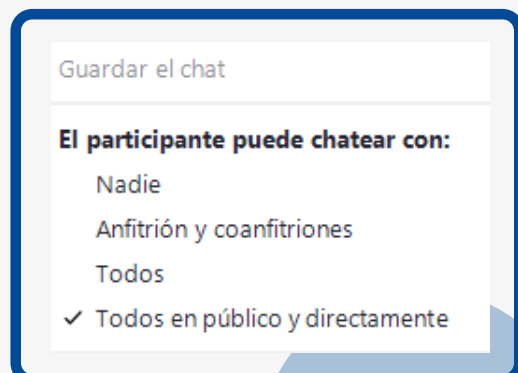 Guardar el chat
El participante puede chatear con:
Nadie
Anfitrión y coanfitriones
Todos
✓ Todos en público y directamente